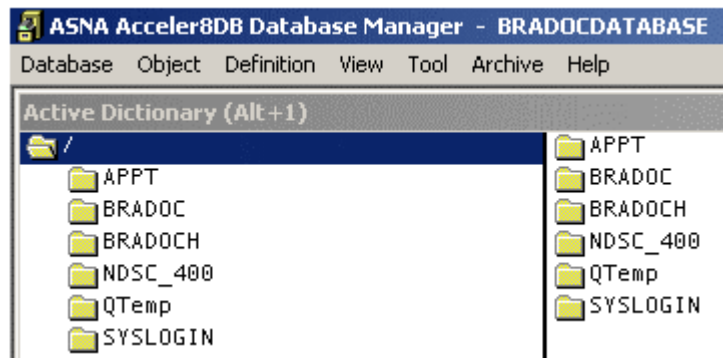 ASNA Acceler8DB Database Manager - BRADOCDATABASE
Database Object Definition View Tool Archive Help
Active Dictionary (Alt+1)
/
APPT
BRADOC
BRADOCH
NDSC_400
QTemp
SYSLOGIN
APPT
BRADOC
BRADOCH
NDSC_400
QTemp
SYSLOGIN